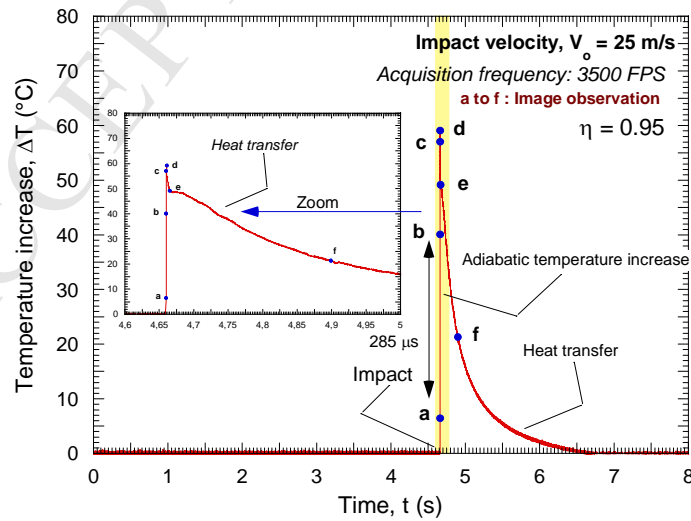 Impact velocity, Vo = 25 m/s
Acquisition frequency: 3500 FPS
a to f : Image observation
η = 0.95
Temperature increase, ΔT (°C)
80
70
60
50
40
30
20
10
0
80
70
60
50
40
30
20
10
0
4,6
4,65
4,7
4,75
4,8
4,85
4,9
4,95
5
a
b
c
d
e
f
Heat transfer
Zoom
285 µs
Impact
a
b
c
d
e
f
Adiabatic temperature increase
Heat transfer
0
1
2
3
4
5
6
7
8
Time, t (s)